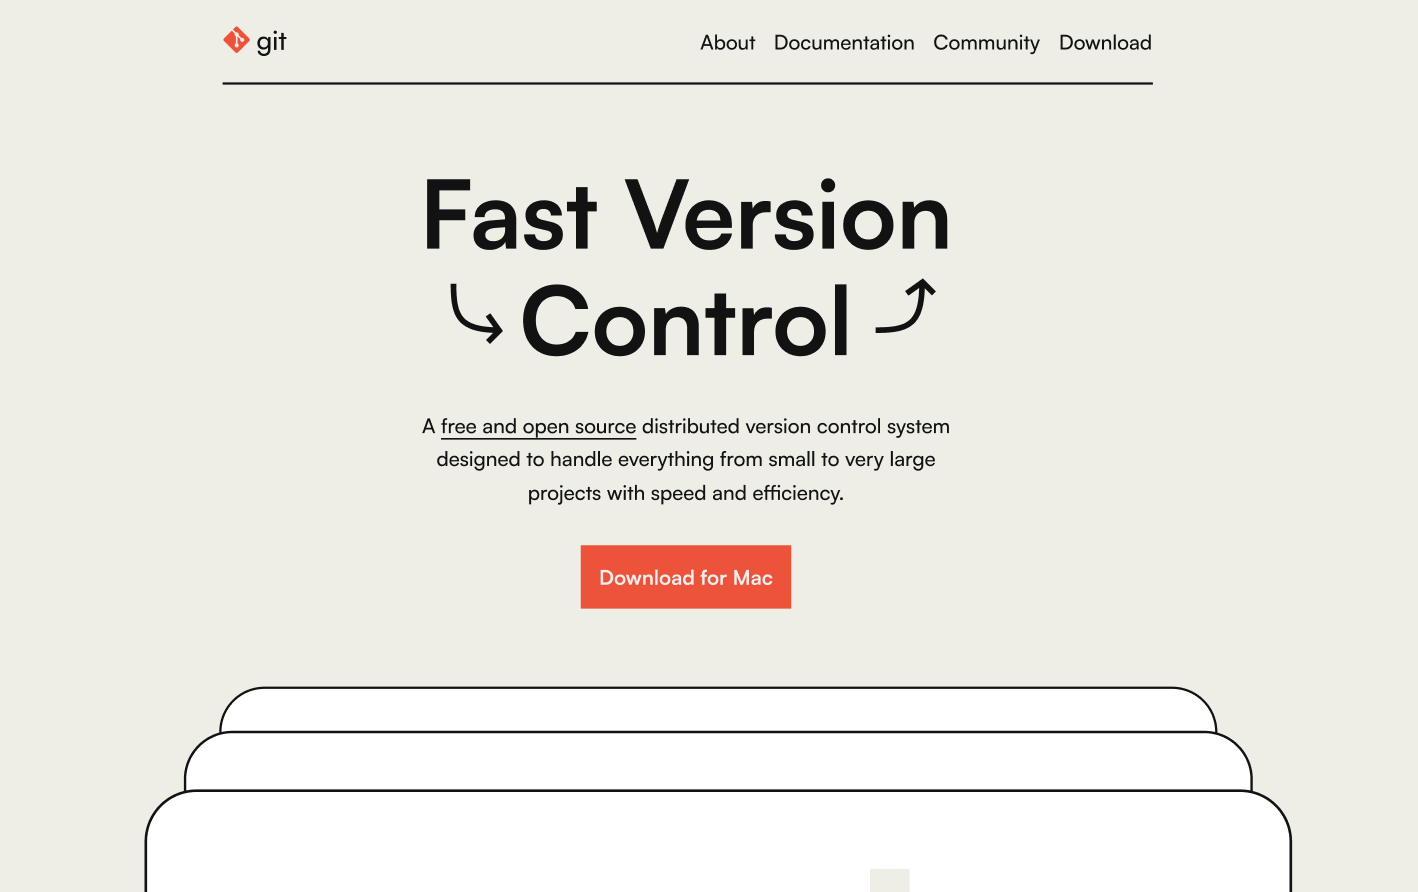 git
About Documentation Community Download
Fast Version
Control
A free and open source distributed version control system
designed to handle everything from small to very large
projects with speed and efficiency.
Download for Mac